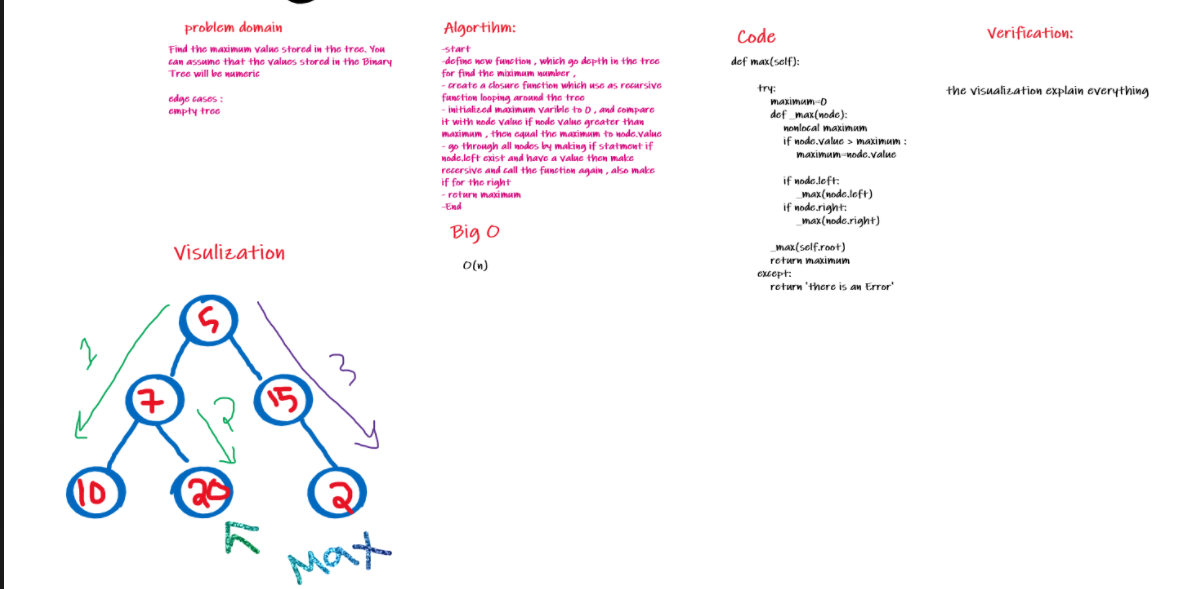 problem domain
Find the maximum value stored in the tree. You
can assume that the values stored in the Binary
Tree will be numeric
edge cases :
empty tree
Algortihm:
-start
-define new function , which go depth in the tree
for find the miximum number ,
- create a closure function which use as recursive
function looping around the tree
- initialized maximum varible to 0 , and compare
it with node value if node value greater than
maximum , then equal the maximum to node.value
- go through all nodes by making if statment if
node.left exist and have a value then make
recersive and call the function again , also make
if for the right
- return maximum
-End
Big O
O(n)
Code
def max(self):
try:
maximum=0
def _max(node):
nonlocal maximum
if node.value > maximum :
maximum=node.value
if node.left:
_max(node.left)
if node.right:
_max(node.right)
_max(self.root)
return maximum
except:
return 'there is an Error'
Verification:
the visualization explain everything
Visulization
5
1
3
7
2
15
10
20
2
Max